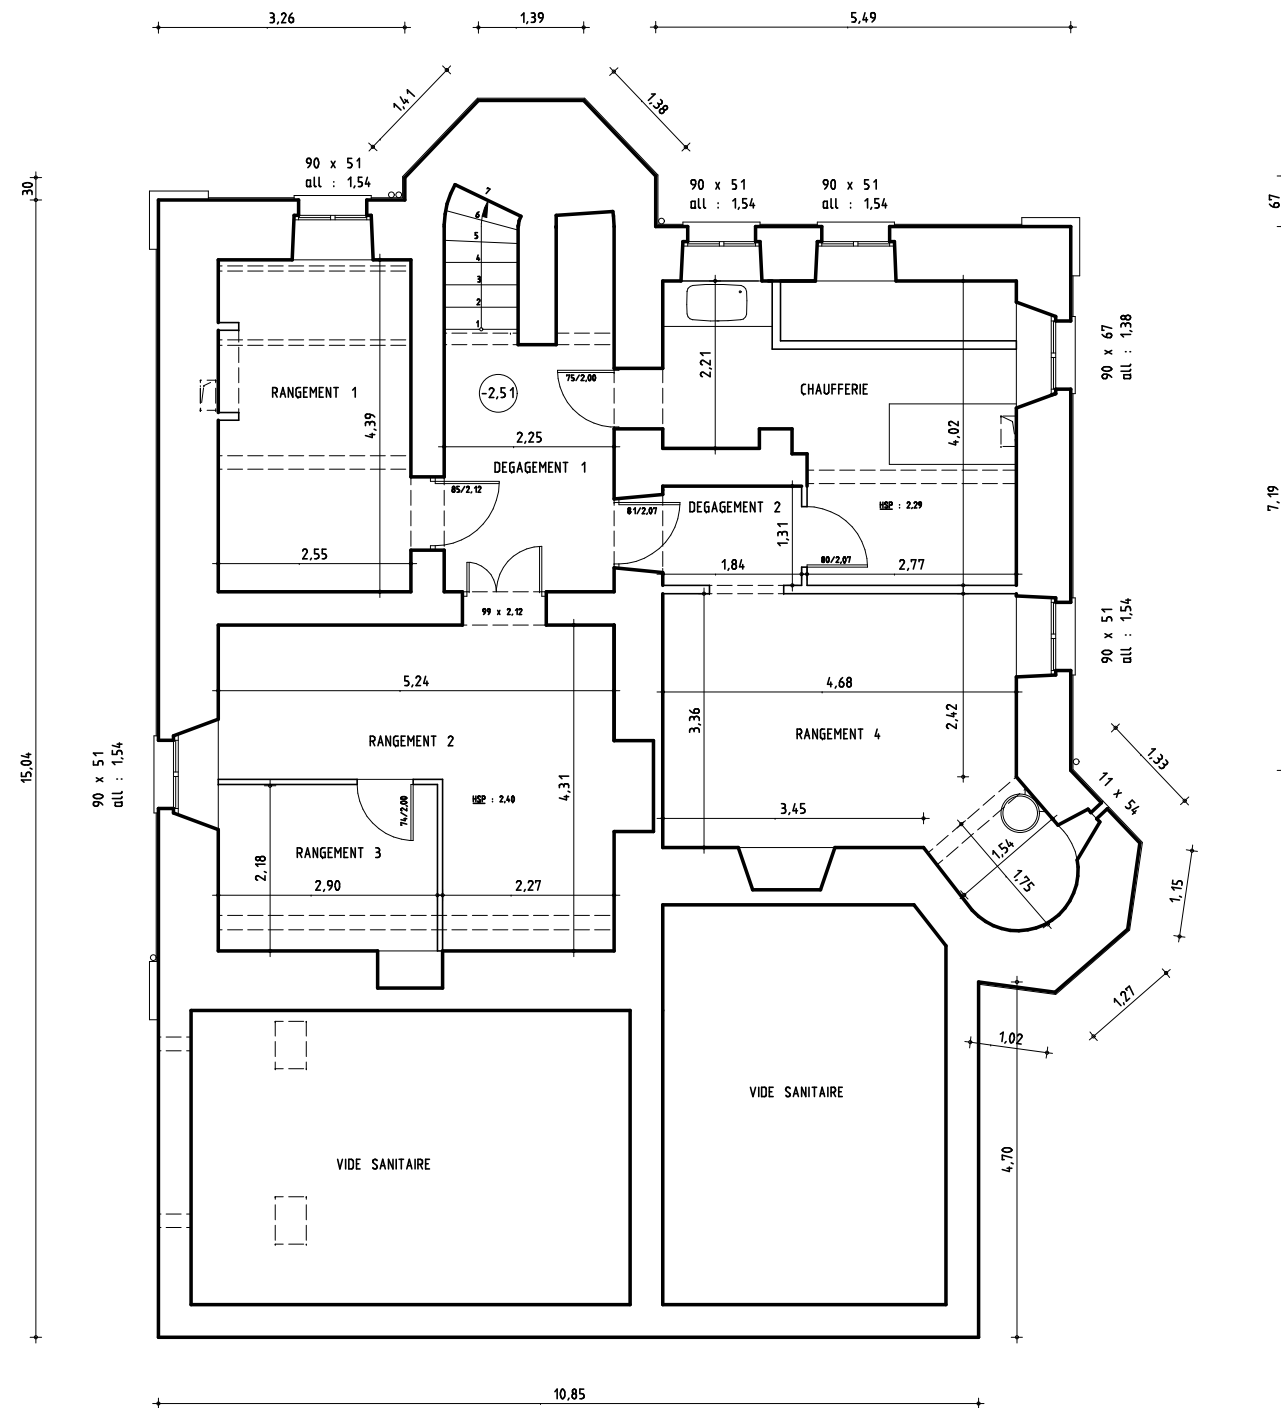 3,26
1,39
5,49
1,41
1,38
90 x 51
all : 1,54
90 x 51
all : 1,54
90 x 51
all : 1,54
30
67
7
6
5
4
3
2
1
90 x 67
all : 1,38
2,21
75/2,00
CHAUFFERIE
RANGEMENT 1
-2,51
4,39
4,02
2,25
DEGAGEMENT 1
85/2,12
DEGAGEMENT 2
HSP : 2,29
81/2,07
7,19
1,31
2,55
1,84
80/2,07
2,77
99 x 2,12
90 x 51
all : 1,54
5,24
4,68
3,36
2,42
RANGEMENT 2
RANGEMENT 4
15,04
90 x 51
all : 1,54
1,33
4,31
11 x 54
HSP : 2,40
74/2,00
3,45
RANGEMENT 3
2,18
1,54
1,75
2,90
2,27
1,15
1,27
1,02
VIDE SANITAIRE
VIDE SANITAIRE
4,70
10,85